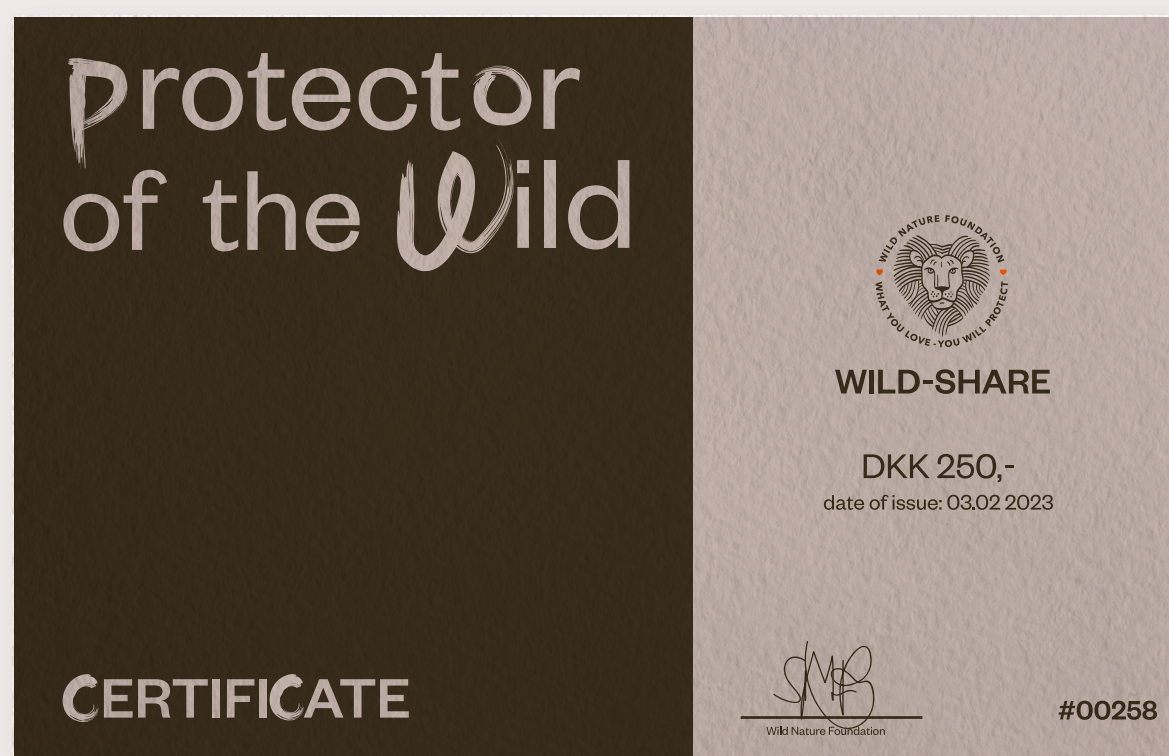 Protector
of the Wild
CERTIFICATE
WILD NATURE FOUNDATION
WHAT YOU LOVE - YOU WILL PROTECT
WILD-SHARE
DKK 250,-
date of issue: 03.02 2023
Wild Nature Foundation
#00258